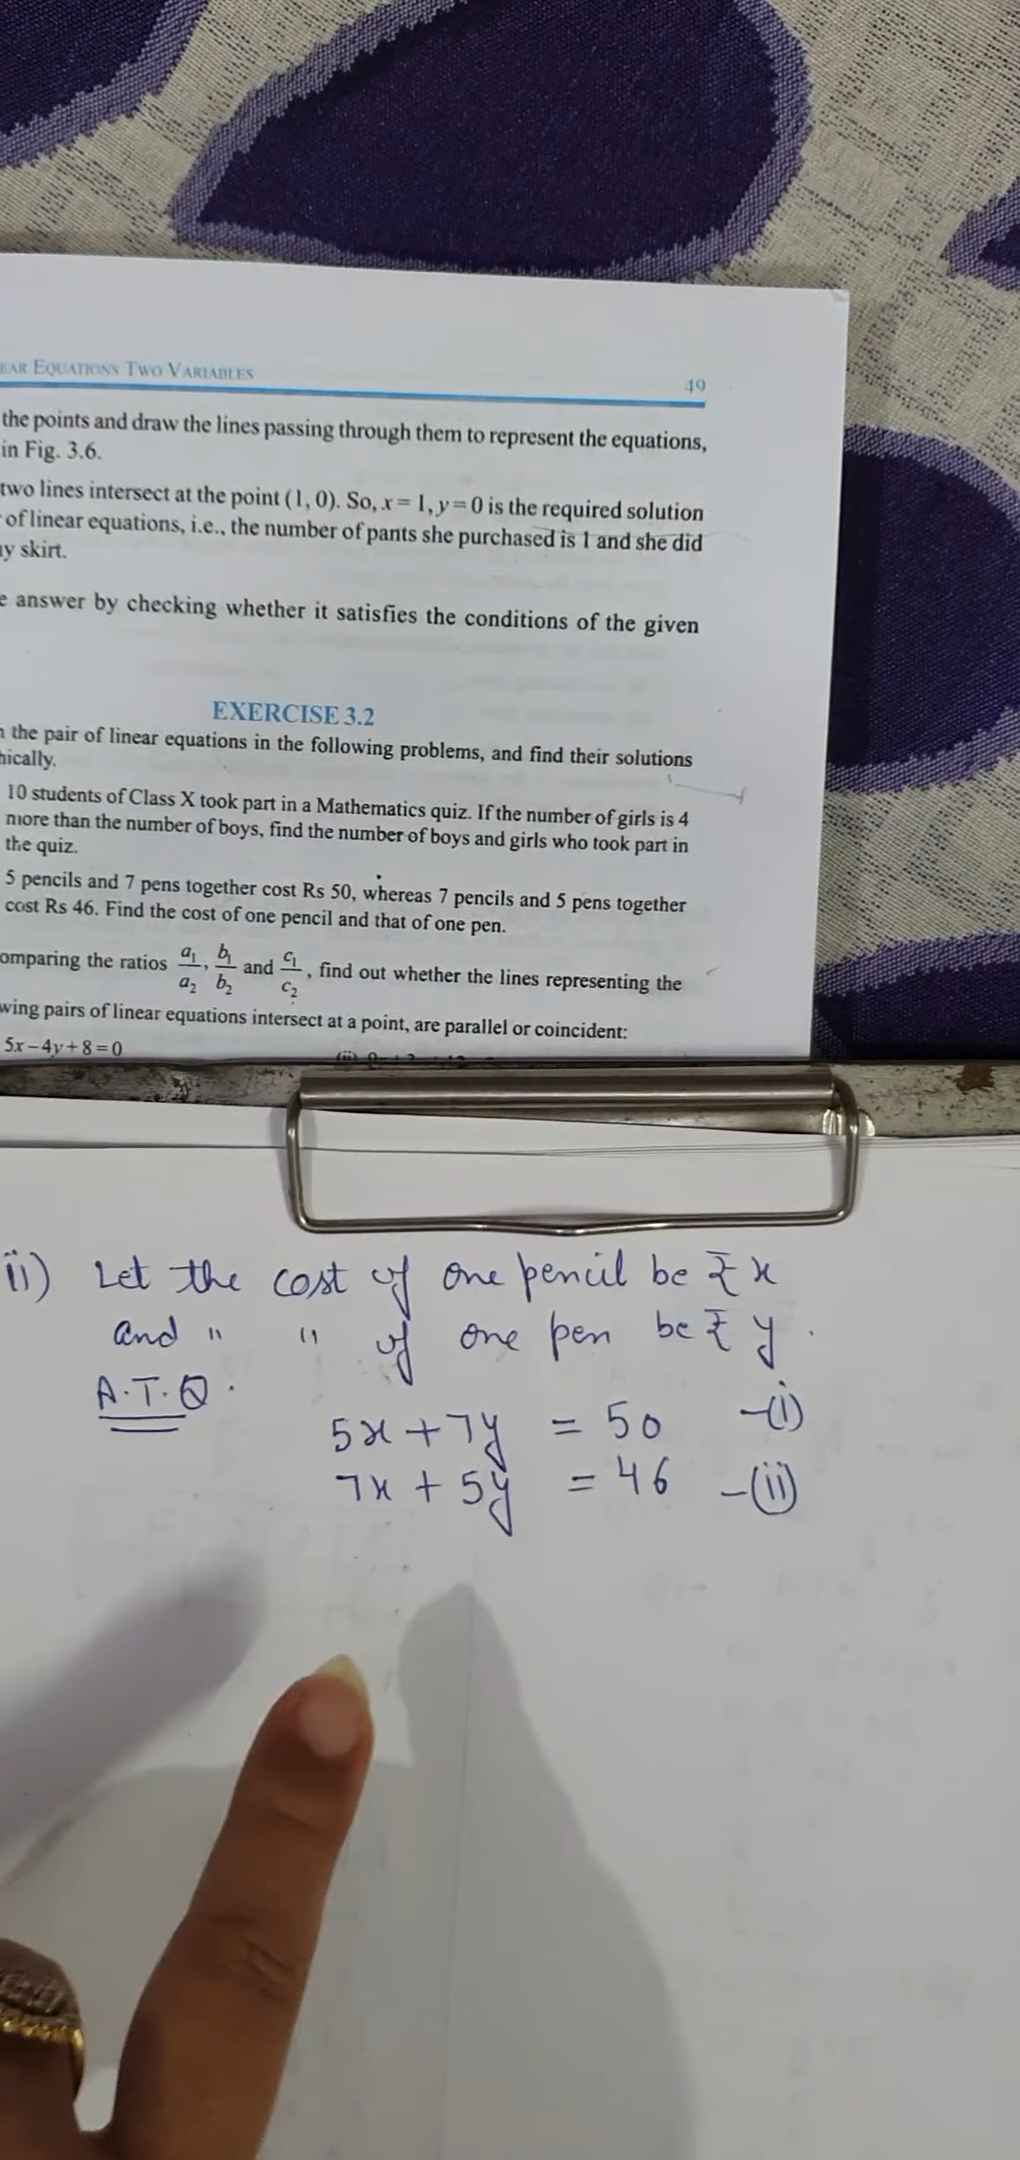 EAR EQUATIONS TWO VARIABLES 49
the points and draw the lines passing through them to represent the equations,
in Fig. 3.6.
two lines intersect at the point (1, 0). So, x = 1, y = 0 is the required solution
of linear equations, i.e., the number of pants she purchased is 1 and she did
y skirt.
e answer by checking whether it satisfies the conditions of the given
EXERCISE 3.2
the pair of linear equations in the following problems, and find their solutions
hically.
10 students of Class X took part in a Mathematics quiz. If the number of girls is 4
more than the number of boys, find the number of boys and girls who took part in
the quiz.
5 pencils and 7 pens together cost Rs 50, whereas 7 pencils and 5 pens together
cost Rs 46. Find the cost of one pencil and that of one pen.
omparing the ratios a₁/a₂, b₁/b₂ and c₁/c₂, find out whether the lines representing the
wing pairs of linear equations intersect at a point, are parallel or coincident:
5x – 4y + 8 = 0 (ii)
ii) Let the cost of one pencil be ₹ x
and " " of one pen be ₹ y.
A.T.Q.
5x + 7y = 50 –(i)
7x + 5y = 46 –(ii)